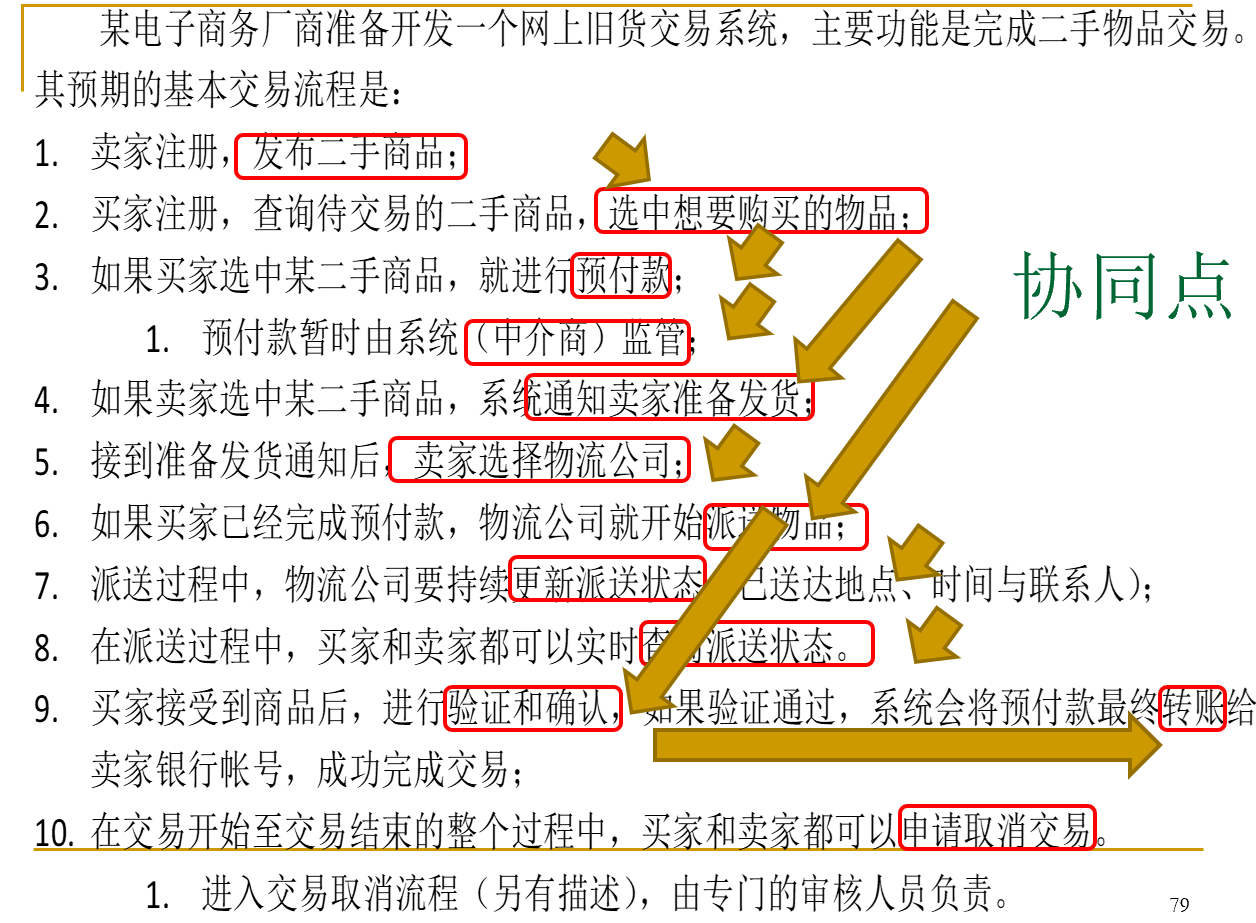 某电子商务厂商准备开发一个网上旧货交易系统，主要功能是完成二手物品交易。
其预期的基本交易流程是：
1. 卖家注册，发布二手商品；
2. 买家注册，查询待交易的二手商品，选中想要购买的物品；
3. 如果买家选中某二手商品，就进行预付款；
协同点
1. 预付款暂时由系统（中介商）监管；
4. 如果卖家选中某二手商品，系统通知卖家准备发货；
5. 接到准备发货通知后，卖家选择物流公司；
6. 如果买家已经完成预付款，物流公司就开始派送物品；
7. 派送过程中，物流公司要持续更新派送状态 已送达地点、时间与联系人）；
8. 在派送过程中，买家和卖家都可以实时 派送状态。
9. 买家接受到商品后，进行验证和确认，如果验证通过，系统会将预付款最终转账给
卖家银行帐号，成功完成交易；
10. 在交易开始至交易结束的整个过程中，买家和卖家都可以申请取消交易。
1. 进入交易取消流程（另有描述），由专门的审核人员负责。
79